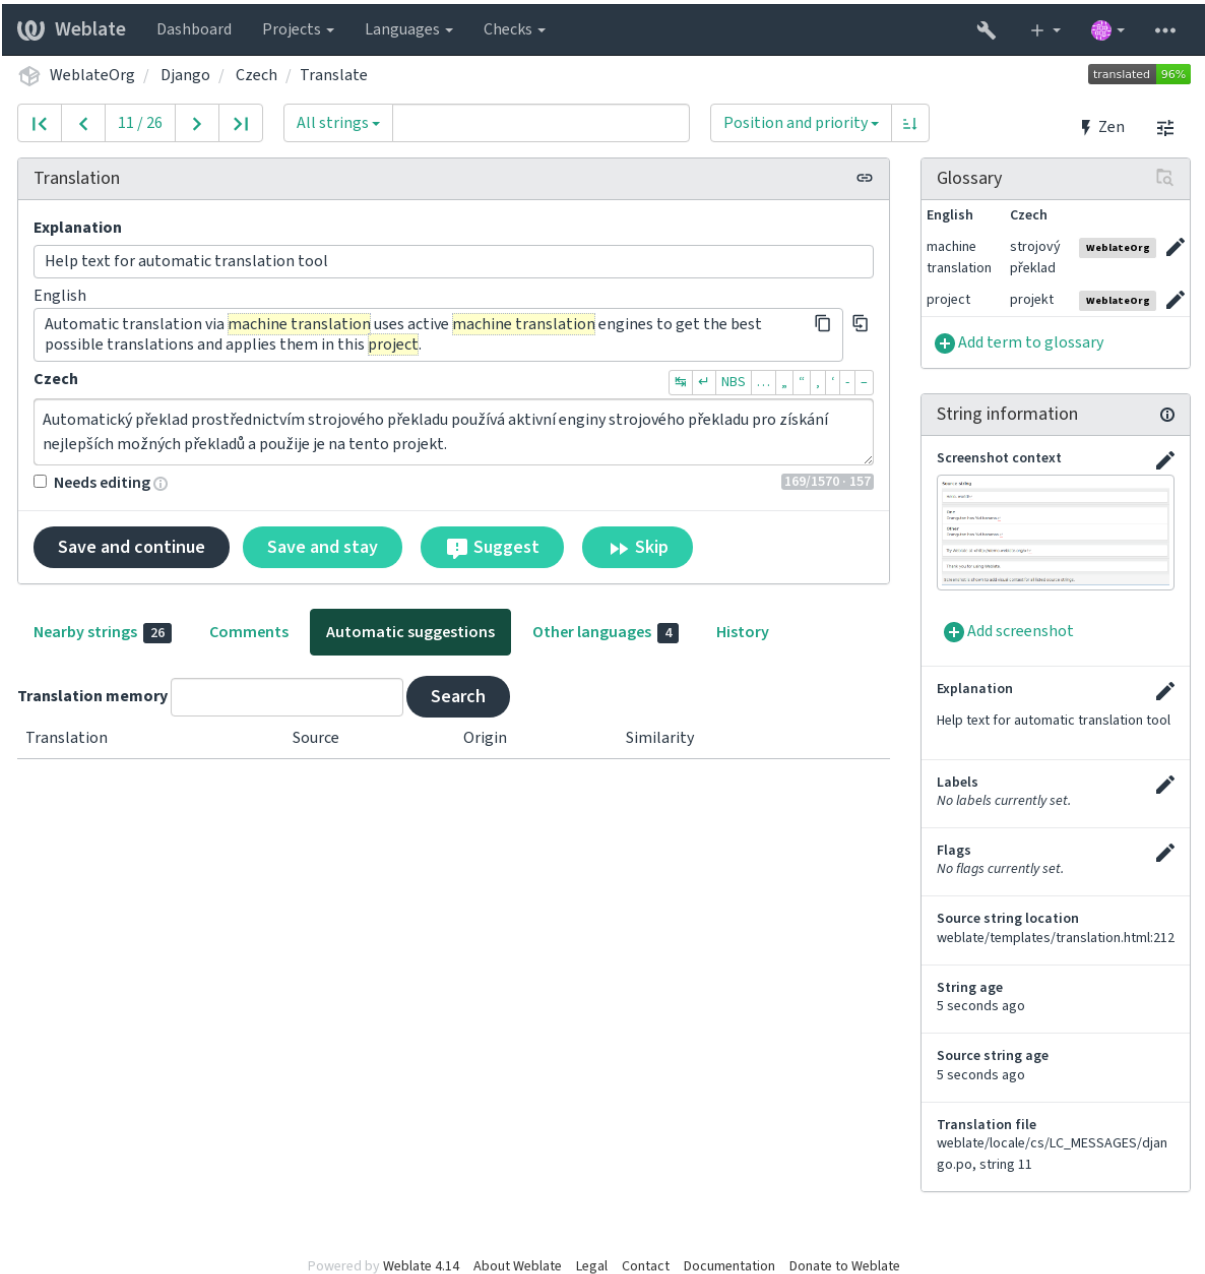 Weblate Dashboard Projects Languages Checks
WeblateOrg / Django / Czech / Translate
translated 96%
11 / 26 All strings Position and priority Zen
Translation
Explanation
Help text for automatic translation tool
English
Automatic translation via machine translation uses active machine translation engines to get the best
possible translations and applies them in this project.
Czech
NBS … „ “ ‚ ‘ - –
Automatický překlad prostřednictvím strojového překladu používá aktivní enginy strojového překladu pro získání
nejlepších možných překladů a použije je na tento projekt.
Needs editing
169/1570 · 157
Save and continue Save and stay Suggest Skip
Nearby strings 26 Comments Automatic suggestions Other languages 4 History
Translation memory Search
Translation Source Origin Similarity
Glossary
English Czech
machine translation strojový překlad WeblateOrg
project projekt WeblateOrg
Add term to glossary
String information
Screenshot context
Add screenshot
Explanation
Help text for automatic translation tool
Labels
No labels currently set.
Flags
No flags currently set.
Source string location
weblate/templates/translation.html:212
String age
5 seconds ago
Source string age
5 seconds ago
Translation file
weblate/locale/cs/LC_MESSAGES/djan
go.po, string 11
Powered by Weblate 4.14 About Weblate Legal Contact Documentation Donate to Weblate